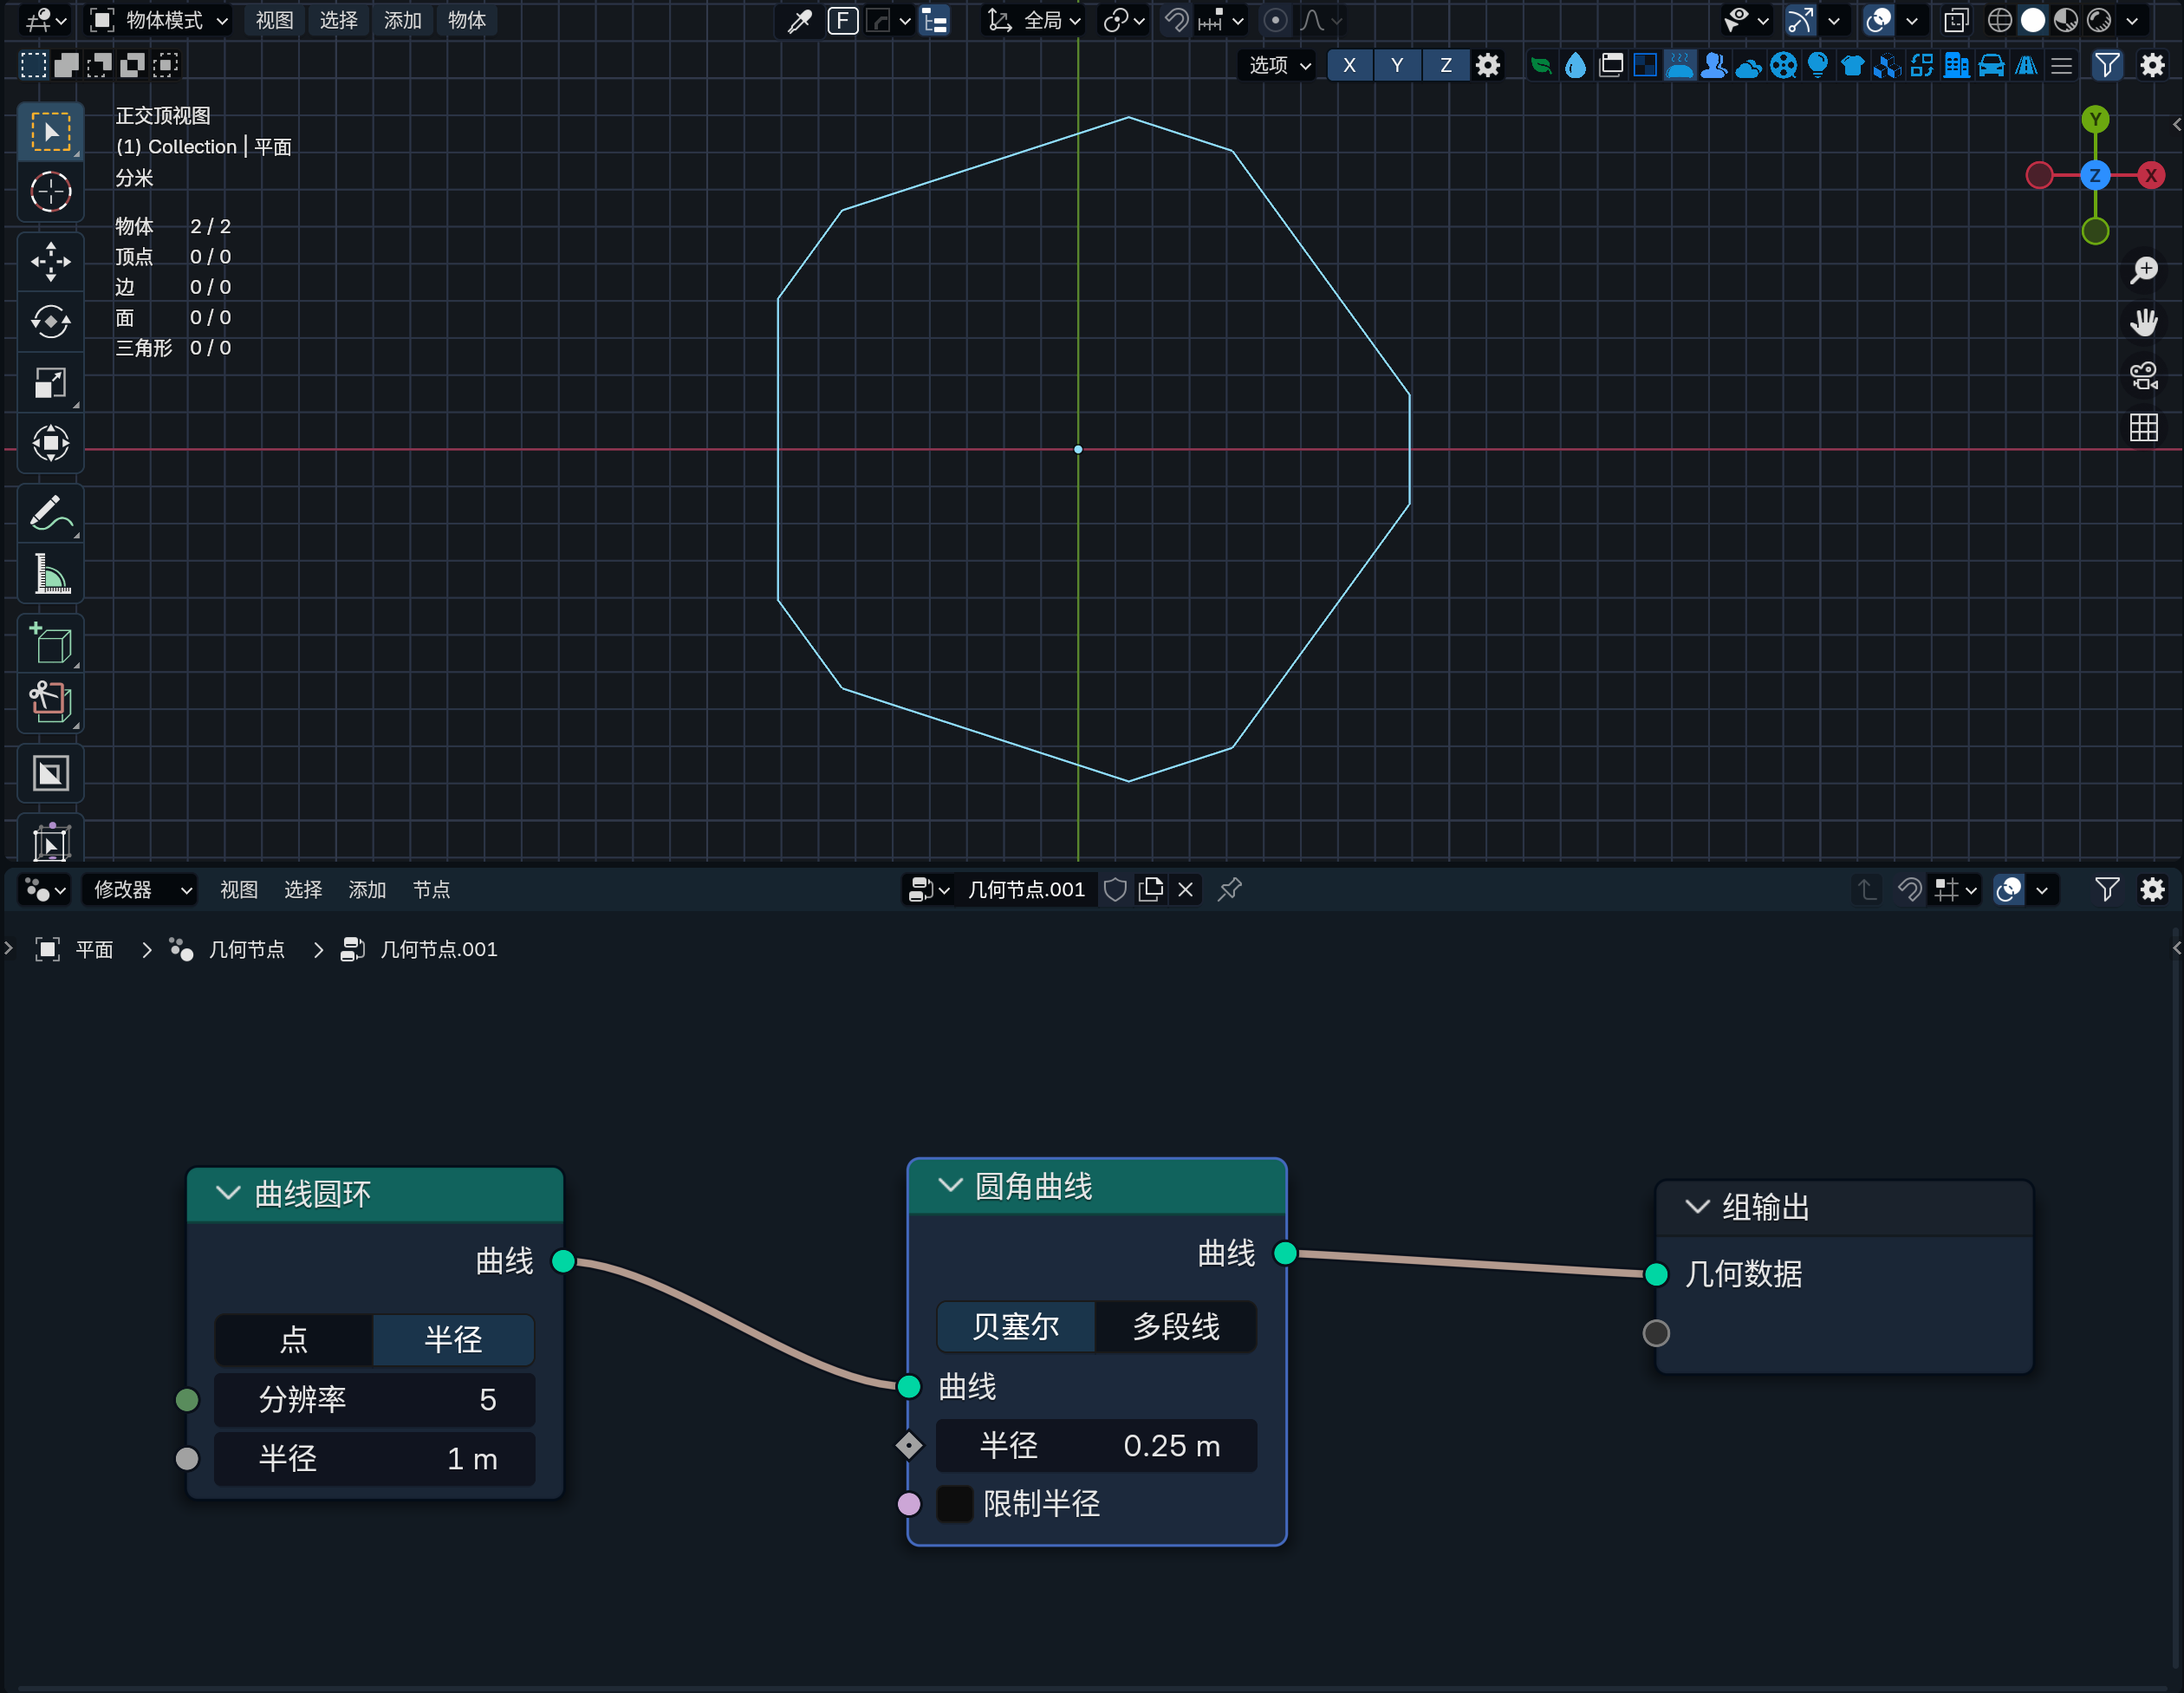 物体模式 视图 选择 添加 物体 F 全局
选项 X Y Z
正交顶视图
(1) Collection | 平面
分米
物体 2 / 2
顶点 0 / 0
边 0 / 0
面 0 / 0
三角形 0 / 0
Y
Z X
修改器 视图 选择 添加 节点 几何节点.001
平面 几何节点 几何节点.001
曲线圆环
曲线
点 半径
分辨率 5
半径 1 m
圆角曲线
曲线
贝塞尔 多段线
曲线
半径 0.25 m
限制半径
组输出
几何数据